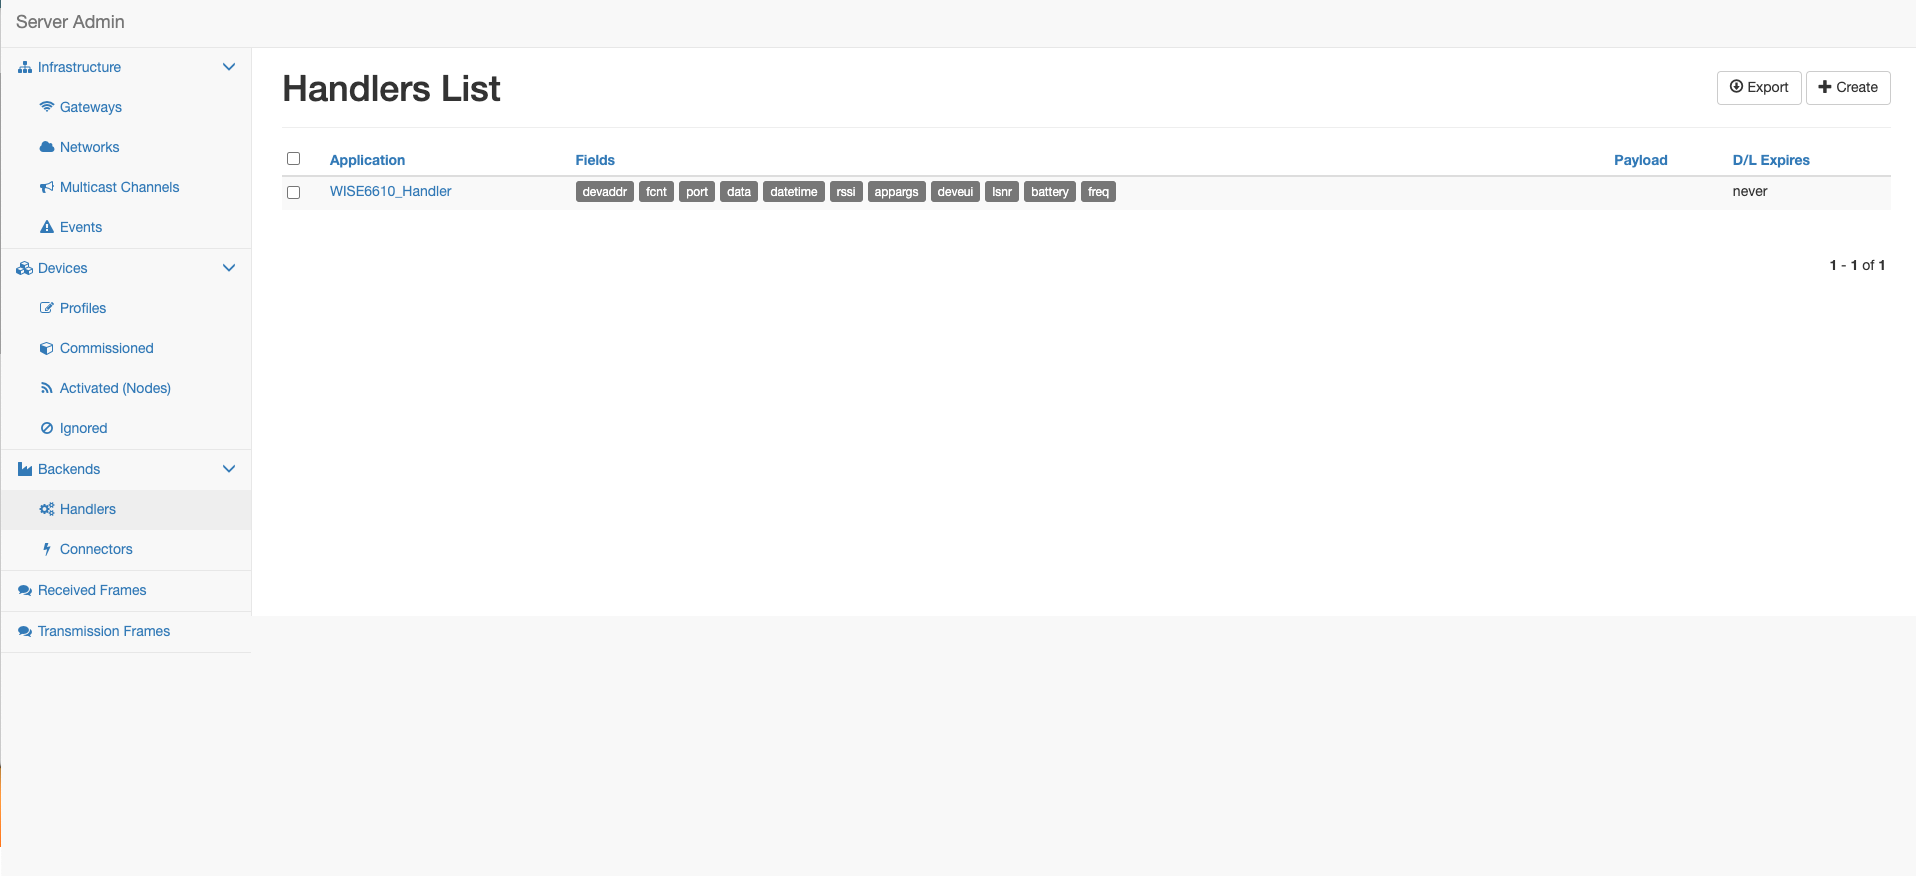 Server Admin
Infrastructure
Gateways
Networks
Multicast Channels
Events
Devices
Profiles
Commissioned
Activated (Nodes)
Ignored
Backends
Handlers
Connectors
Received Frames
Transmission Frames
Handlers List
Export
Create
Application Fields Payload D/L Expires
WISE6610_Handler devaddr fcnt port data datetime rssi appargs deveui lsnr battery freq never
1 - 1 of 1